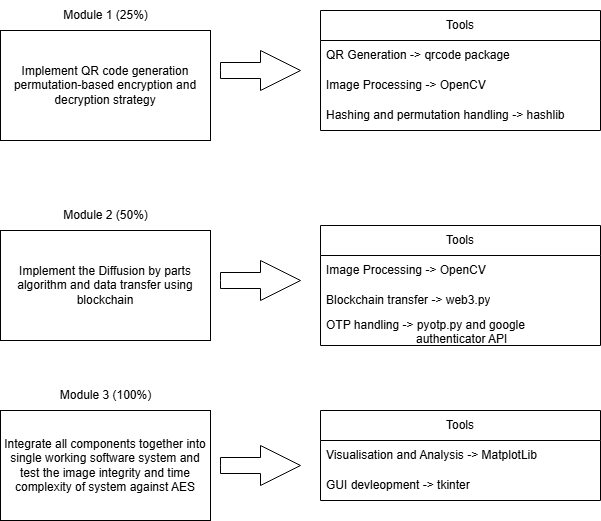 Module 1 (25%)
Implement QR code generation
permutation-based encryption and
decryption strategy
Tools
QR Generation -> qrcode package
Image Processing -> OpenCV
Hashing and permutation handling -> hashlib
Module 2 (50%)
Implement the Diffusion by parts
algorithm and data transfer using
blockchain
Tools
Image Processing -> OpenCV
Blockchain transfer -> web3.py
OTP handling -> pyotp.py and google
authenticator API
Module 3 (100%)
Integrate all components together into
single working software system and
test the image integrity and time
complexity of system against AES
Tools
Visualisation and Analysis -> MatplotLib
GUI devleopment -> tkinter